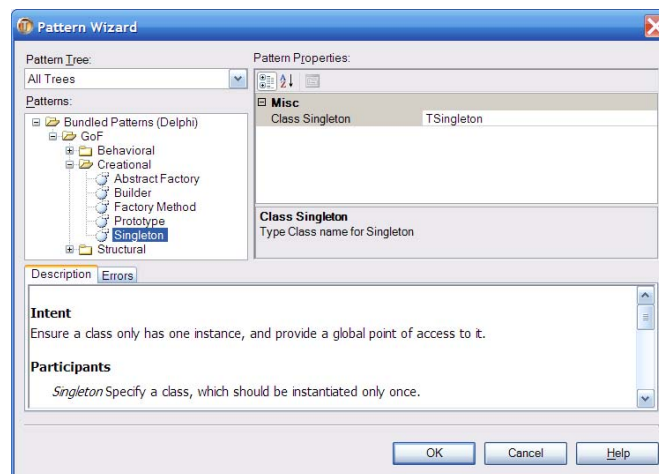 Pattern Wizard
Pattern Tree:
All Trees
Patterns:
Bundled Patterns (Delphi)
GoF
Behavioral
Creational
Abstract Factory
Builder
Factory Method
Prototype
Singleton
Structural
Pattern Properties:
Misc
Class Singleton TSingleton
Class Singleton
Type Class name for Singleton
Description Errors
Intent
Ensure a class only has one instance, and provide a global point of access to it.
Participants
Singleton Specify a class, which should be instantiated only once.
OK Cancel Help